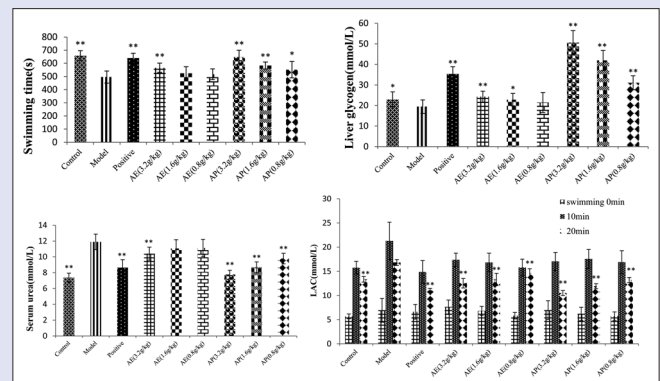 Swimming time(s)
800
700
600
500
400
300
200
100
0
** ** ** ** ** *
Control Model Positive AE(3.2g/kg) AE(1.6g/kg) AE(0.8g/kg) AP(3.2g/kg) AP(1.6g/kg) AP(0.8g/kg)
Liver glycogen(mmol/L)
60
50
40
30
20
10
0
* ** ** * ** ** **
Control Model Positive AE(3.2g/kg) AE(1.6g/kg) AE(0.8g/kg) AP(3.2g/kg) AP(1.6g/kg) AP(0.8g/kg)
Serum urea(mmol/L)
14
12
10
8
6
4
2
0
** ** ** ** ** **
Control Model Positive AE(3.2g/kg) AE(1.6g/kg) AE(0.8g/kg) AP(3.2g/kg) AP(1.6g/kg) AP(0.8g/kg)
LAC(mmol/L)
30
25
20
15
10
5
0
swimming 0min
10min
20min
** ** ** ** ** ** ** **
Control Model Positive AE(3.2g/kg) AE(1.6g/kg) AE(0.8g/kg) AP(3.2g/kg) AP(1.6g/kg) AP(0.8g/kg)